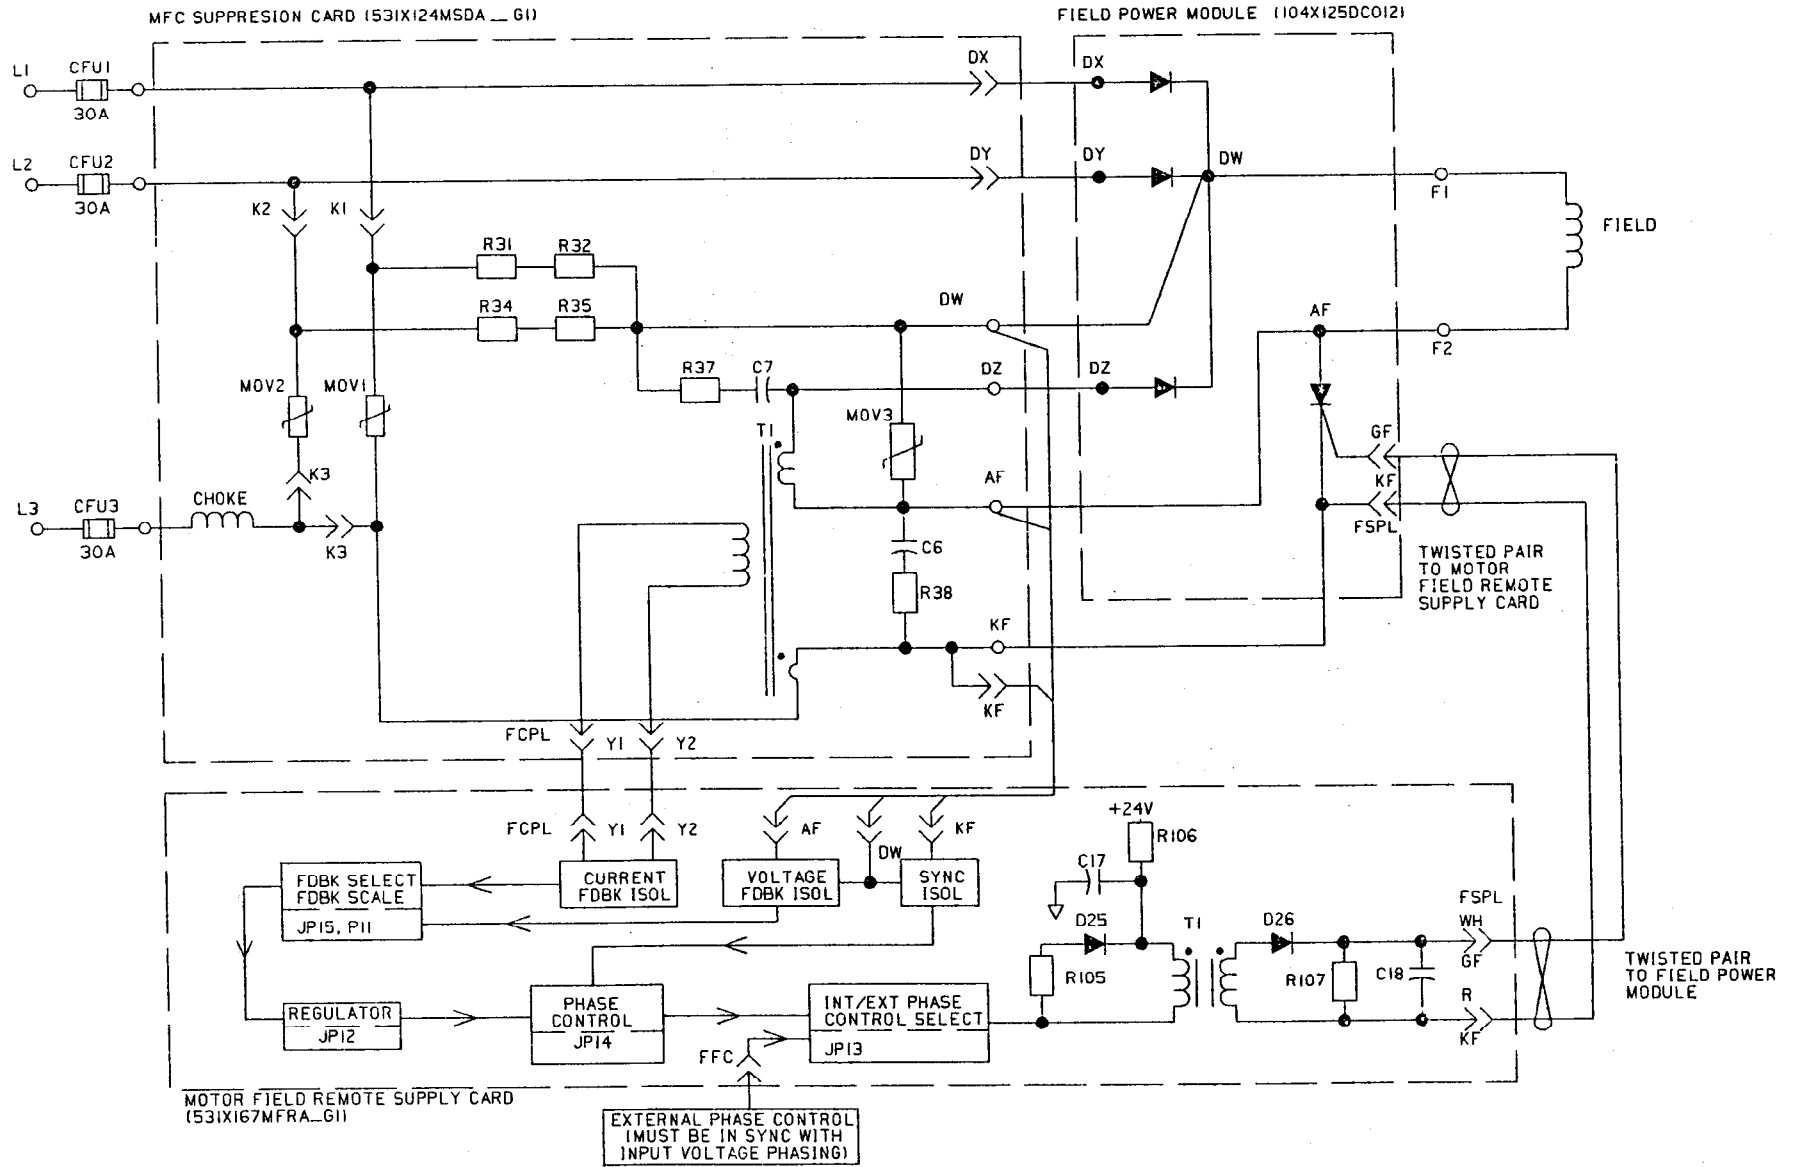 MFC SUPPRESION CARD (531X124MSDA__G1)
FIELD POWER MODULE (104X125DC012)
L1
CFU1
30A
DX
DX
L2
CFU2
30A
DY
DY
DW
F1
K2
K1
FIELD
R31
R32
R34
R35
DW
AF
F2
R37
C7
DZ
DZ
MOV2
MOV1
MOV3
T1
GF
KF
FSPL
AF
K3
L3
CFU3
30A
CHOKE
K3
C6
R38
TWISTED PAIR
TO MOTOR
FIELD REMOTE
SUPPLY CARD
KF
KF
FCPL
Y1
Y2
FCPL
Y1
Y2
AF
DW
KF
+24V
R106
C17
FDBK SELECT
FDBK SCALE
JP15, P11
CURRENT
FDBK ISOL
VOLTAGE
FDBK ISOL
SYNC
ISOL
D25
R105
T1
D26
R107
C18
FSPL
WH
GF
R
KF
TWISTED PAIR
TO FIELD POWER
MODULE
REGULATOR
JP12
PHASE
CONTROL
JP14
INT/EXT PHASE
CONTROL SELECT
JP13
FFC
MOTOR FIELD REMOTE SUPPLY CARD
(531X167MFRA__G1)
EXTERNAL PHASE CONTROL
(MUST BE IN SYNC WITH
INPUT VOLTAGE PHASING)